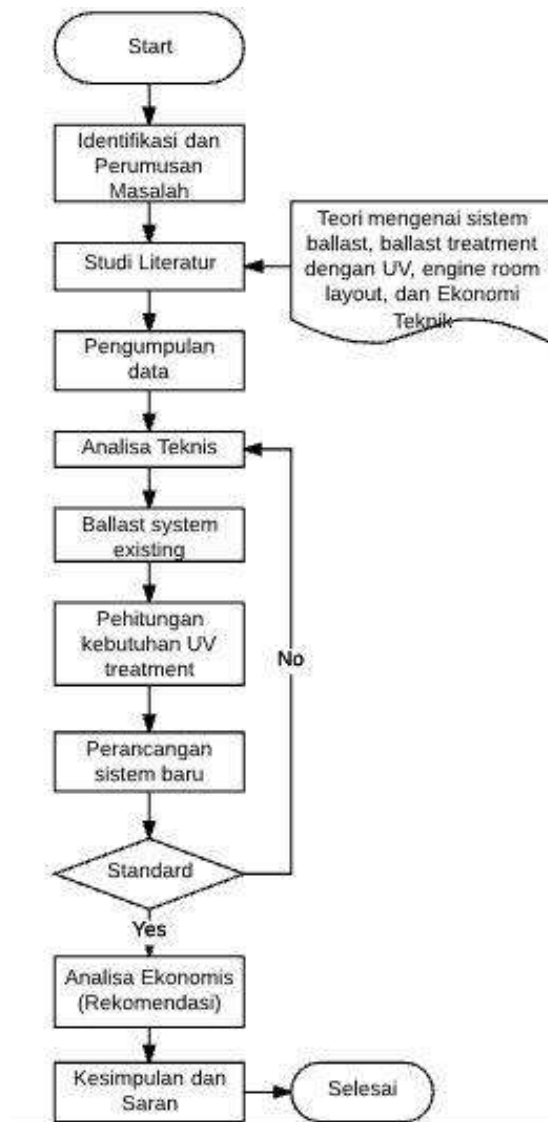 Start
Identifikasi dan
Perumusan
Masalah
Teori mengenai sistem
ballast, ballast treatment
dengan UV, engine room
layout, dan Ekonomi
Teknik
Studi Literatur
Pengumpulan
data
Analisa Teknis
Ballast system
existing
Pehitungan
kebutuhan UV
treatment
No
Perancangan
sistem baru
Standard
Yes
Analisa Ekonomis
(Rekomendasi)
Kesimpulan dan
Saran
Selesai